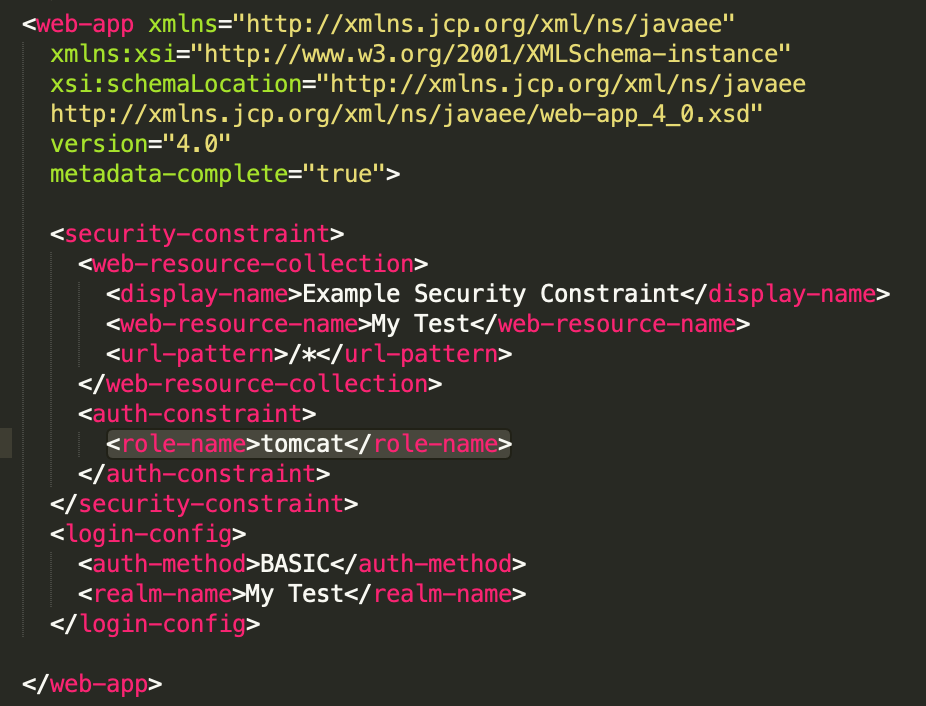 <web-app xmlns="http://xmlns.jcp.org/xml/ns/javaee"
xmlns:xsi="http://www.w3.org/2001/XMLSchema-instance"
xsi:schemaLocation="http://xmlns.jcp.org/xml/ns/javaee
http://xmlns.jcp.org/xml/ns/javaee/web-app_4_0.xsd"
version="4.0"
metadata-complete="true">
<security-constraint>
<web-resource-collection>
<display-name>Example Security Constraint</display-name>
<web-resource-name>My Test</web-resource-name>
<url-pattern>/*</url-pattern>
</web-resource-collection>
<auth-constraint>
<role-name>tomcat</role-name>
</auth-constraint>
</security-constraint>
<login-config>
<auth-method>BASIC</auth-method>
<realm-name>My Test</realm-name>
</login-config>
</web-app>